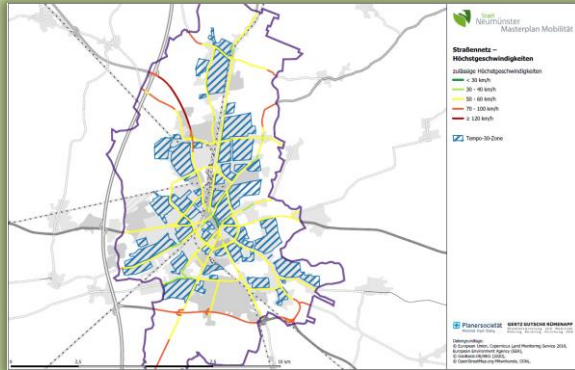 Stadt
Neumünster
Masterplan Mobilität
Straßennetz –
Höchstgeschwindigkeiten
zulässige Höchstgeschwindigkeiten
< 30 km/h
30 - 40 km/h
50 - 60 km/h
70 - 100 km/h
≥ 120 km/h
Tempo-30-Zone
Planersocietät
GERTZ GUTSCHE RÜMENAPP
Datengrundlage:
© European Union, Copernicus Land Monitoring Service 2018,
European Environment Agency (EEA),
© OpenStreetMap-Mitwirkende, ODbL,
0 2,5 5 10 km